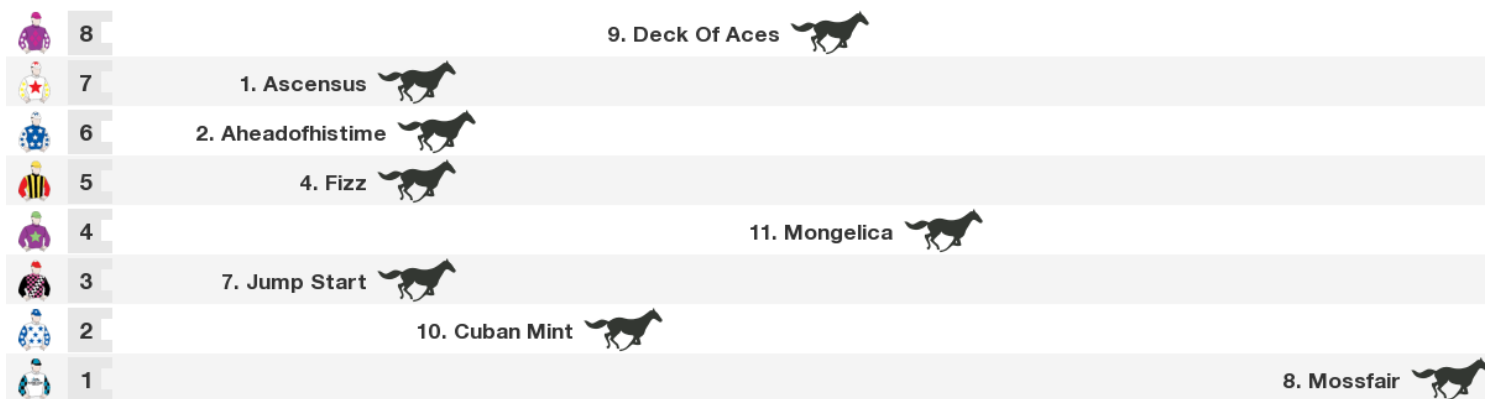 8 9. Deck Of Aces
7 1. Ascensus
6 2. Aheadofhistime
5 4. Fizz
4 11. Mongelica
3 7. Jump Start
2 10. Cuban Mint
1 8. Mossfair